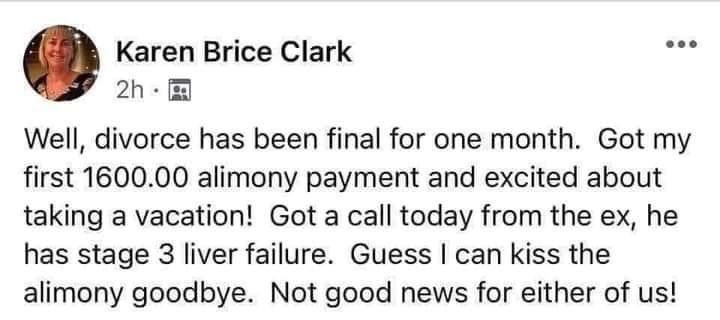 Karen Brice Clark
2h ·
Well, divorce has been final for one month. Got my
first 1600.00 alimony payment and excited about
taking a vacation! Got a call today from the ex, he
has stage 3 liver failure. Guess I can kiss the
alimony goodbye. Not good news for either of us!